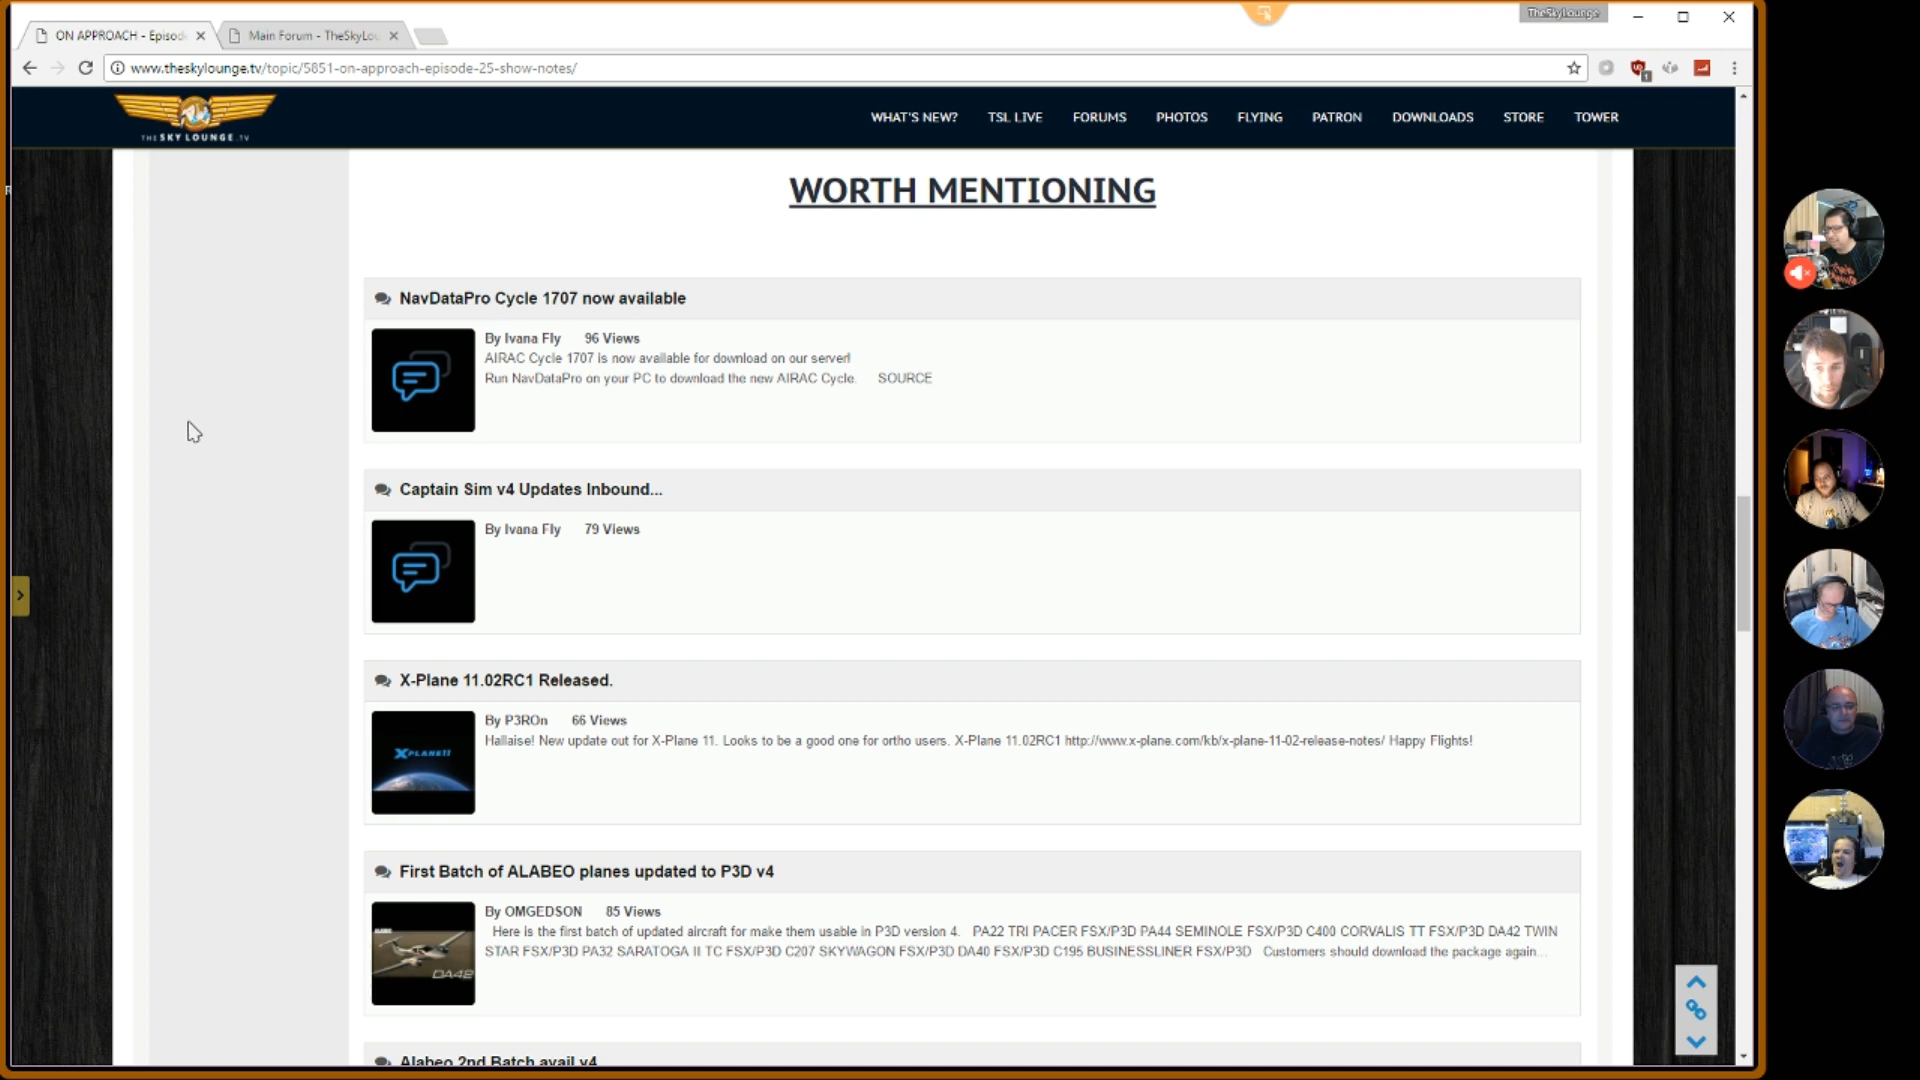 TheSkyLounge
ON APPROACH - Episod
Main Forum - TheSkyLou
www.theskylounge.tv/topic/5851-on-approach-episode-25-show-notes/
THE SKY LOUNGE .TV
WHAT'S NEW? TSL LIVE FORUMS PHOTOS FLYING PATRON DOWNLOADS STORE TOWER
WORTH MENTIONING
NavDataPro Cycle 1707 now available
By Ivana Fly 96 Views
AIRAC Cycle 1707 is now available for download on our server!
Run NavDataPro on your PC to download the new AIRAC Cycle. SOURCE
Captain Sim v4 Updates Inbound...
By Ivana Fly 79 Views
X-Plane 11.02RC1 Released.
By P3ROn 66 Views
Hallaise! New update out for X-Plane 11. Looks to be a good one for ortho users. X-Plane 11.02RC1 http://www.x-plane.com/kb/x-plane-11-02-release-notes/ Happy Flights!
X-PLANE 11
First Batch of ALABEO planes updated to P3D v4
By OMGEDSON 85 Views
Here is the first batch of updated aircraft for make them usable in P3D version 4. PA22 TRI PACER FSX/P3D PA44 SEMINOLE FSX/P3D C400 CORVALIS TT FSX/P3D DA42 TWIN
STAR FSX/P3D PA32 SARATOGA II TC FSX/P3D C207 SKYWAGON FSX/P3D DA40 FSX/P3D C195 BUSINESSLINER FSX/P3D Customers should download the package again...
DA42
Alabeo 2nd Batch avail v4